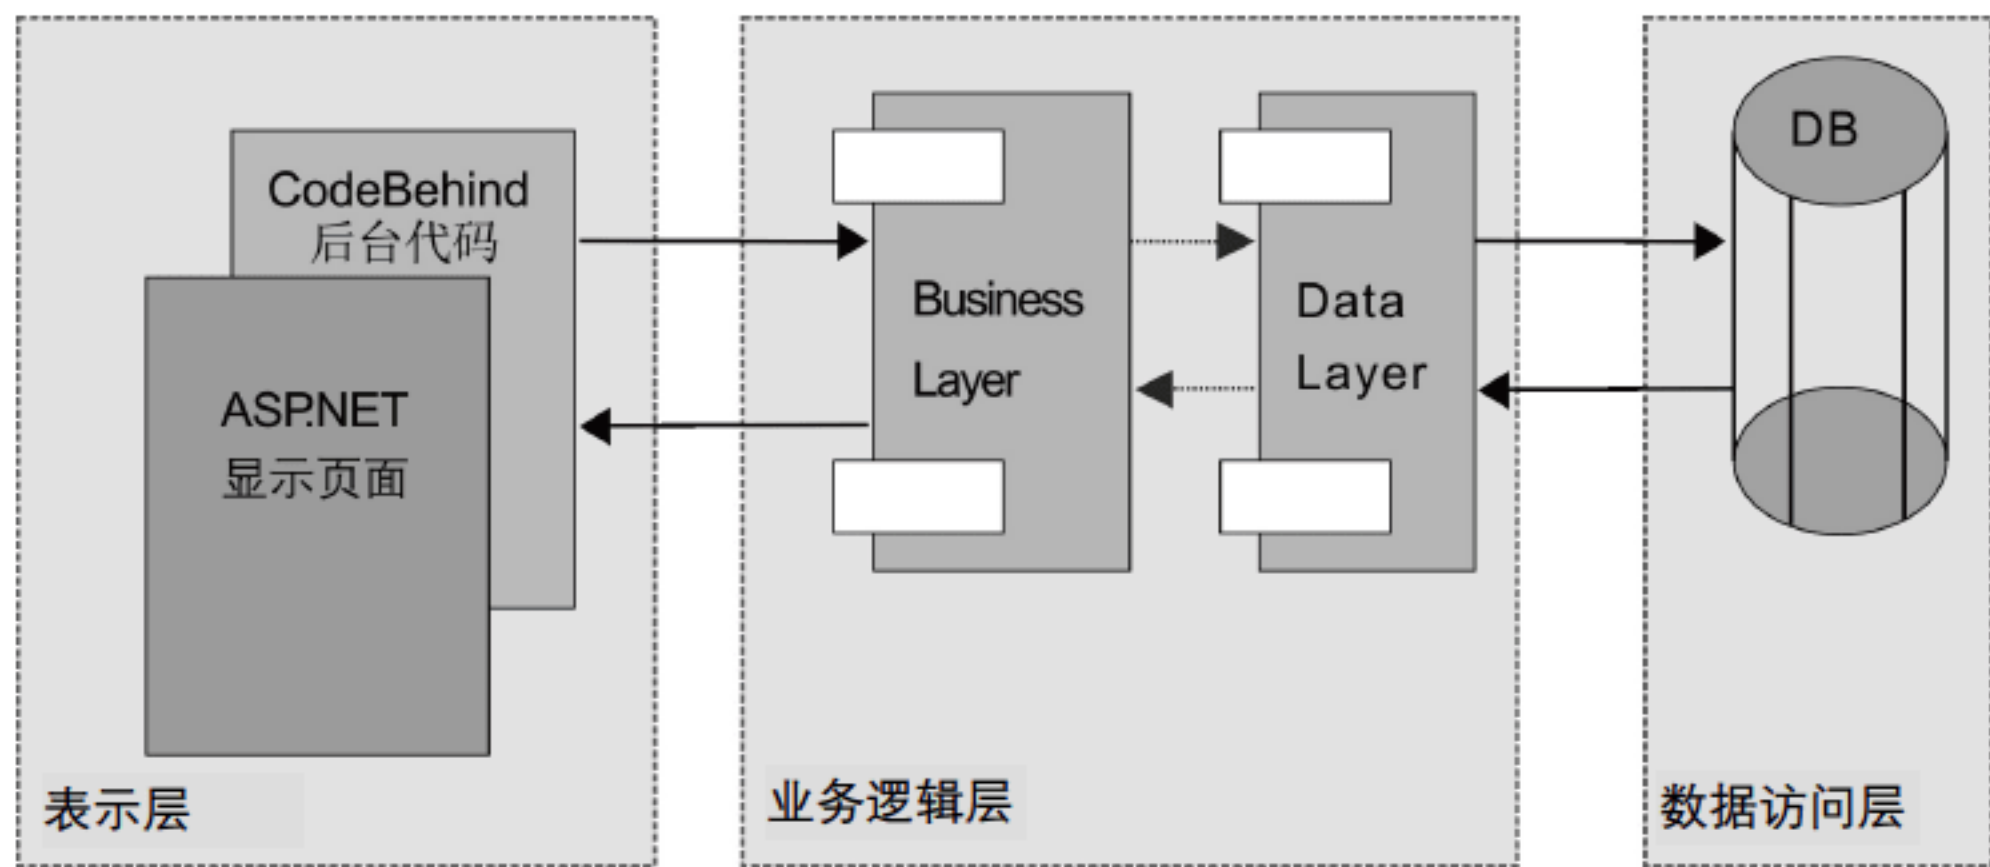 CodeBehind
后台代码
ASP.NET
显示页面
表示层
Business
Layer
Data
Layer
业务逻辑层
DB
数据访问层